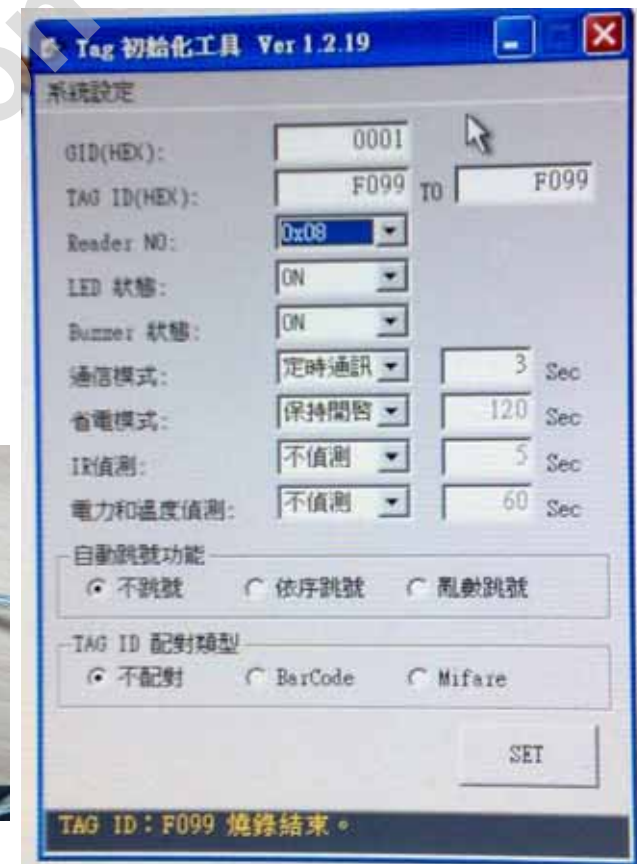 Tag 初始化工具 Ver 1.2.19
系統設定
GID(HEX): 0001
TAG ID(HEX): F099 TO F099
Reader NO: 0x08
LED 狀態: ON
Buzzer 狀態: ON
通信模式: 定時通訊 3 Sec
省電模式: 保持開啓 120 Sec
IR偵測: 不偵測 5 Sec
電力和溫度偵測: 不偵測 60 Sec
自動跳號功能
不跳號 依序跳號 亂數跳號
TAG ID 配對類型
不配對 BarCode Mifare
SET
TAG ID：F099 燒錄結束。